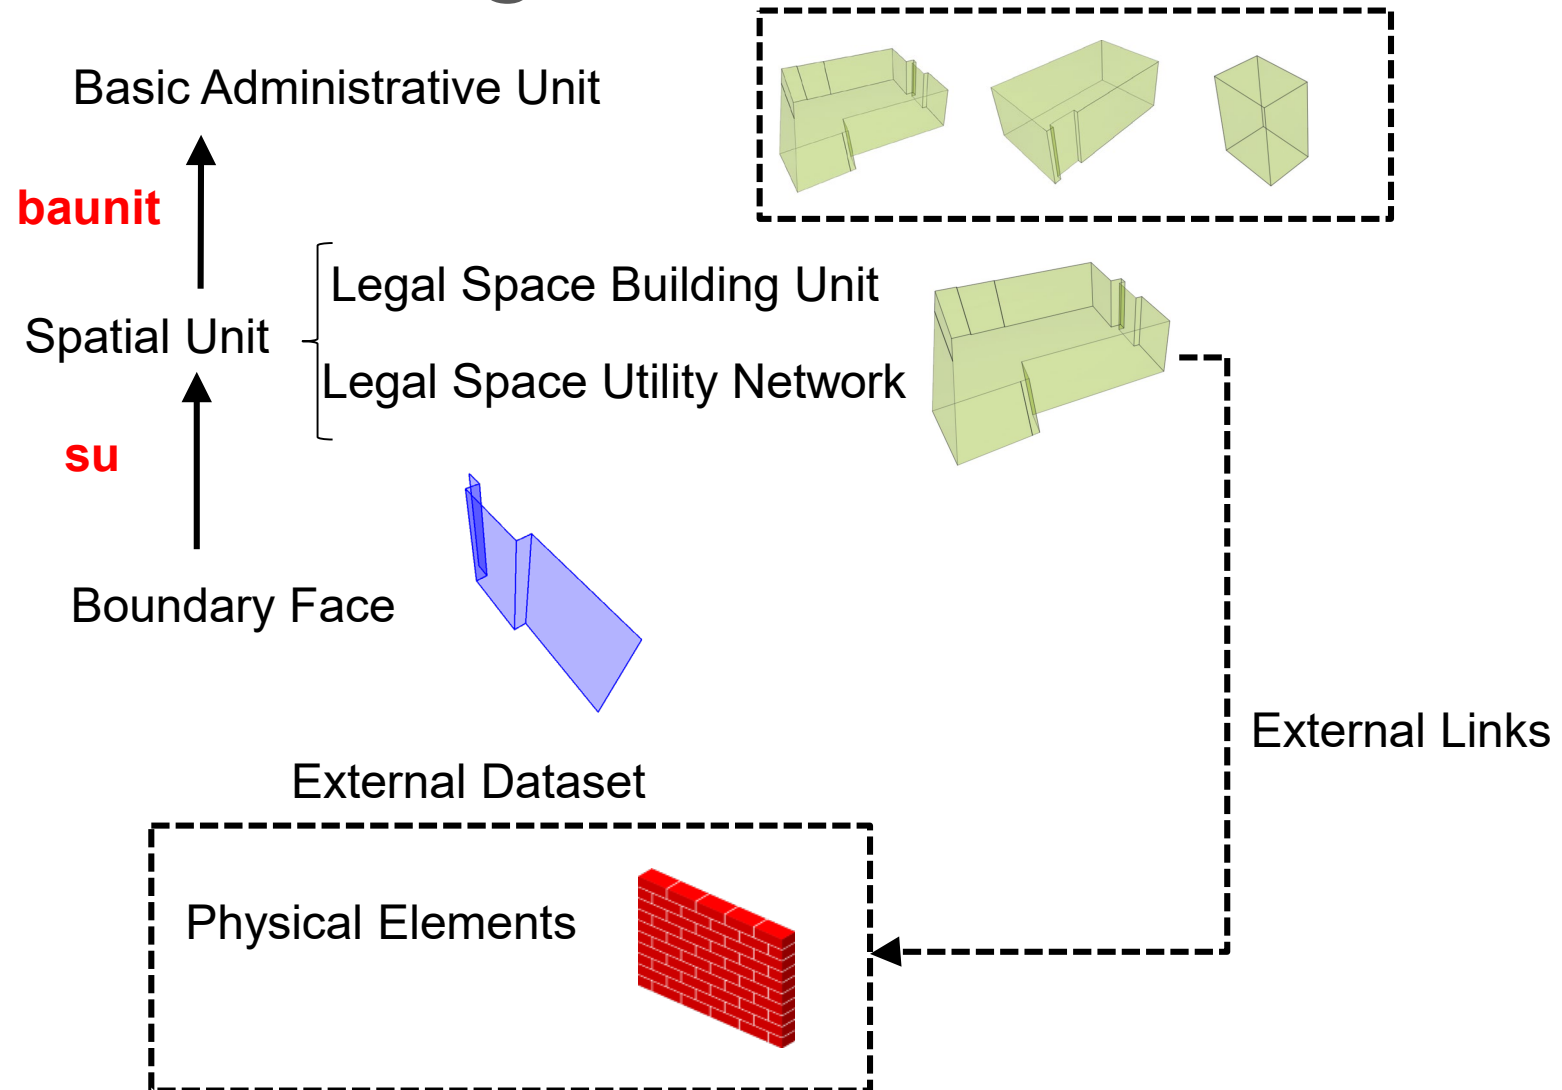 Basic Administrative Unit
baunit
Legal Space Building Unit
Spatial Unit
Legal Space Utility Network
su
Boundary Face
External Links
External Dataset
Physical Elements